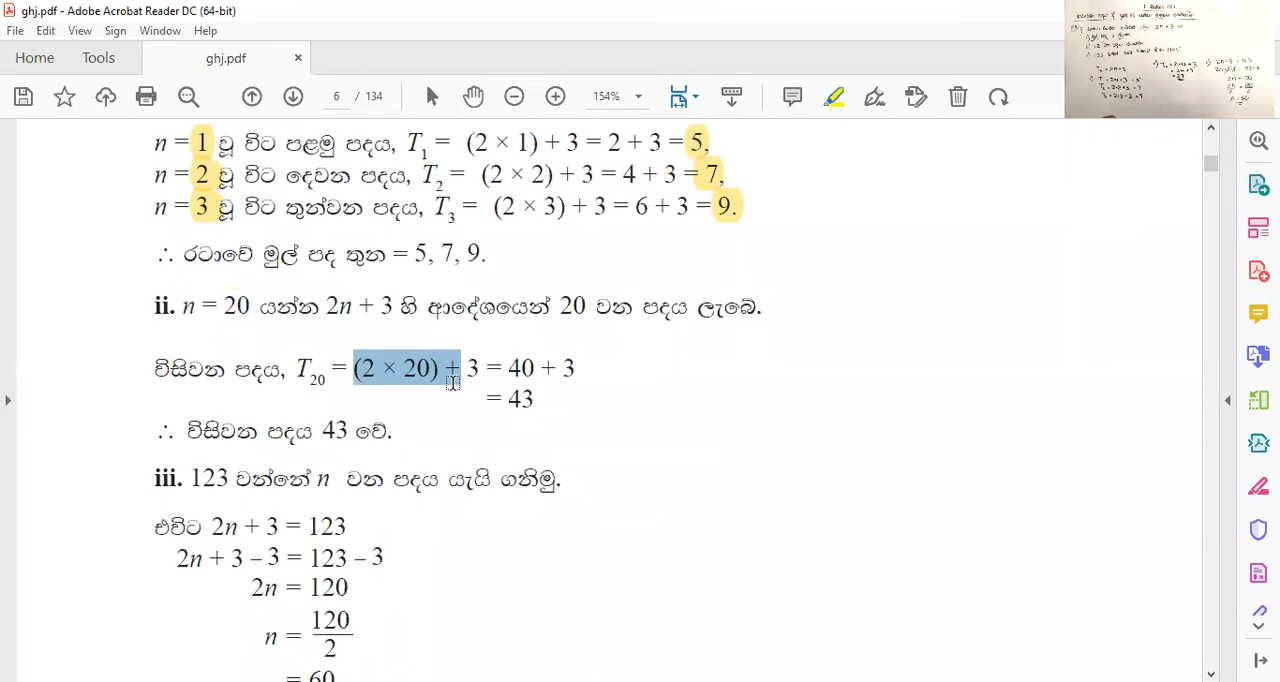 ghj.pdf - Adobe Acrobat Reader DC (64-bit)
File Edit View Sign Window Help
Home Tools ghj.pdf ×
6 / 134 154%
n = 1 වූ විට පළමු පදය, T1 = (2 × 1) + 3 = 2 + 3 = 5,
n = 2 වූ විට දෙවන පදය, T2 = (2 × 2) + 3 = 4 + 3 = 7,
n = 3 වූ විට තුන්වන පදය, T3 = (2 × 3) + 3 = 6 + 3 = 9.
∴ රටාවේ මුල් පද තුන = 5, 7, 9.
ii. n = 20 යන්න 2n + 3 හි ආදේශයෙන් 20 වන පදය ලැබේ.
විසිවන පදය, T20 = (2 × 20) + 3 = 40 + 3
= 43
∴ විසිවන පදය 43 වේ.
iii. 123 වන්නේ n වන පදය යැයි ගනිමු.
එවිට 2n + 3 = 123
2n + 3 – 3 = 123 – 3
2n = 120
n = 120/2
= 60